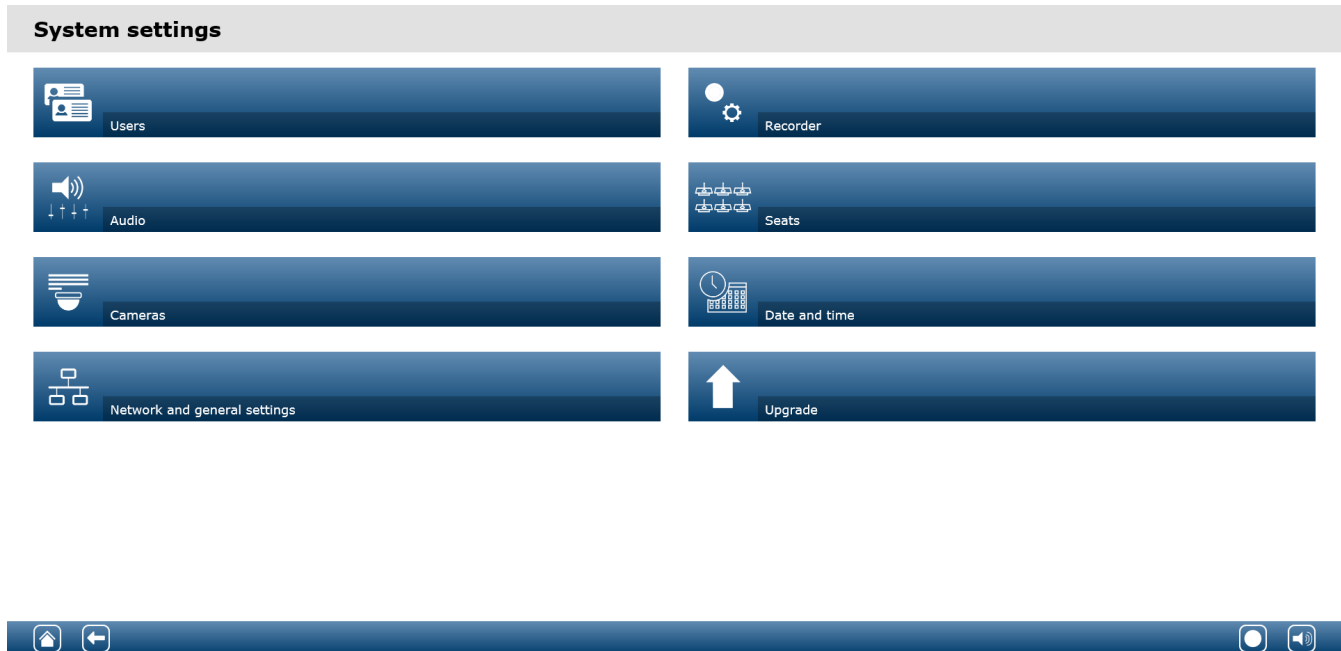 System settings
Users
Recorder
Audio
Seats
Cameras
Date and time
Network and general settings
Upgrade